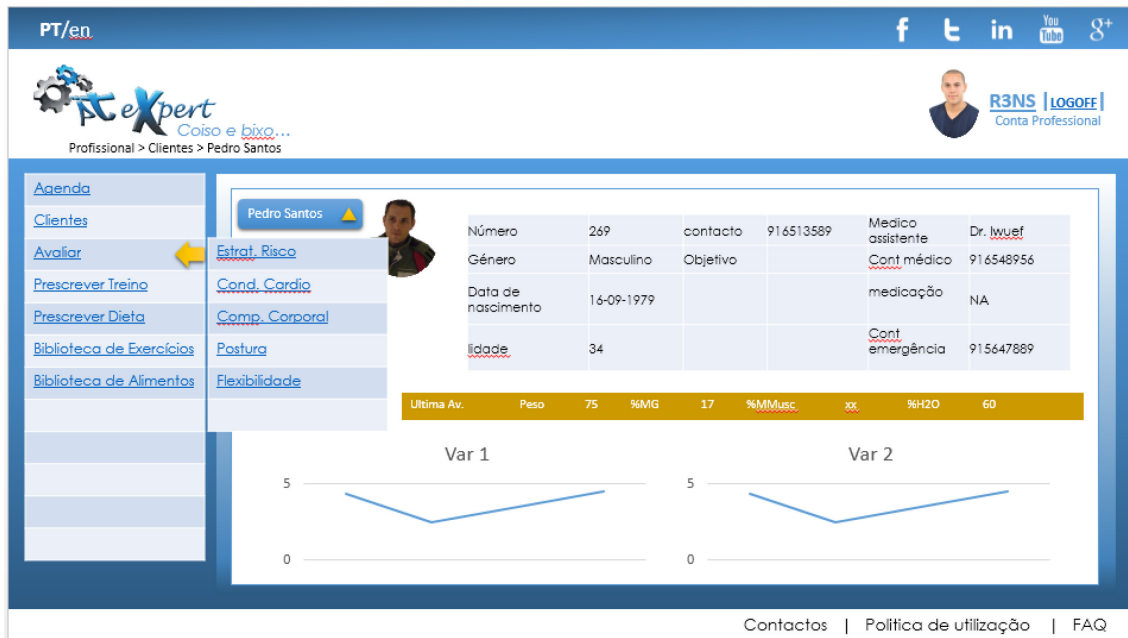 PT/en
f t in You Tube g+
PT eXpert
Coiso e bixo...
Profissional > Clientes > Pedro Santos
R3NS | LOGOFF |
Conta Professional
Agenda
Clientes
Avaliar
Prescrever Treino
Prescrever Dieta
Biblioteca de Exercícios
Biblioteca de Alimentos
Estrat. Risco
Cond. Cardio
Comp. Corporal
Postura
Flexibilidade
Pedro Santos
Número 269 contacto 916513589 Medico assistente Dr. Iwuef
Género Masculino Objetivo Cont médico 916548956
Data de nascimento 16-09-1979 medicação NA
Iidade 34 Cont emergência 915647889
Ultima Av. Peso 75 %MG 17 %MMusc xx %H2O 60
Var 1
5
0
Var 2
5
0
Contactos | Politica de utilização | FAQ